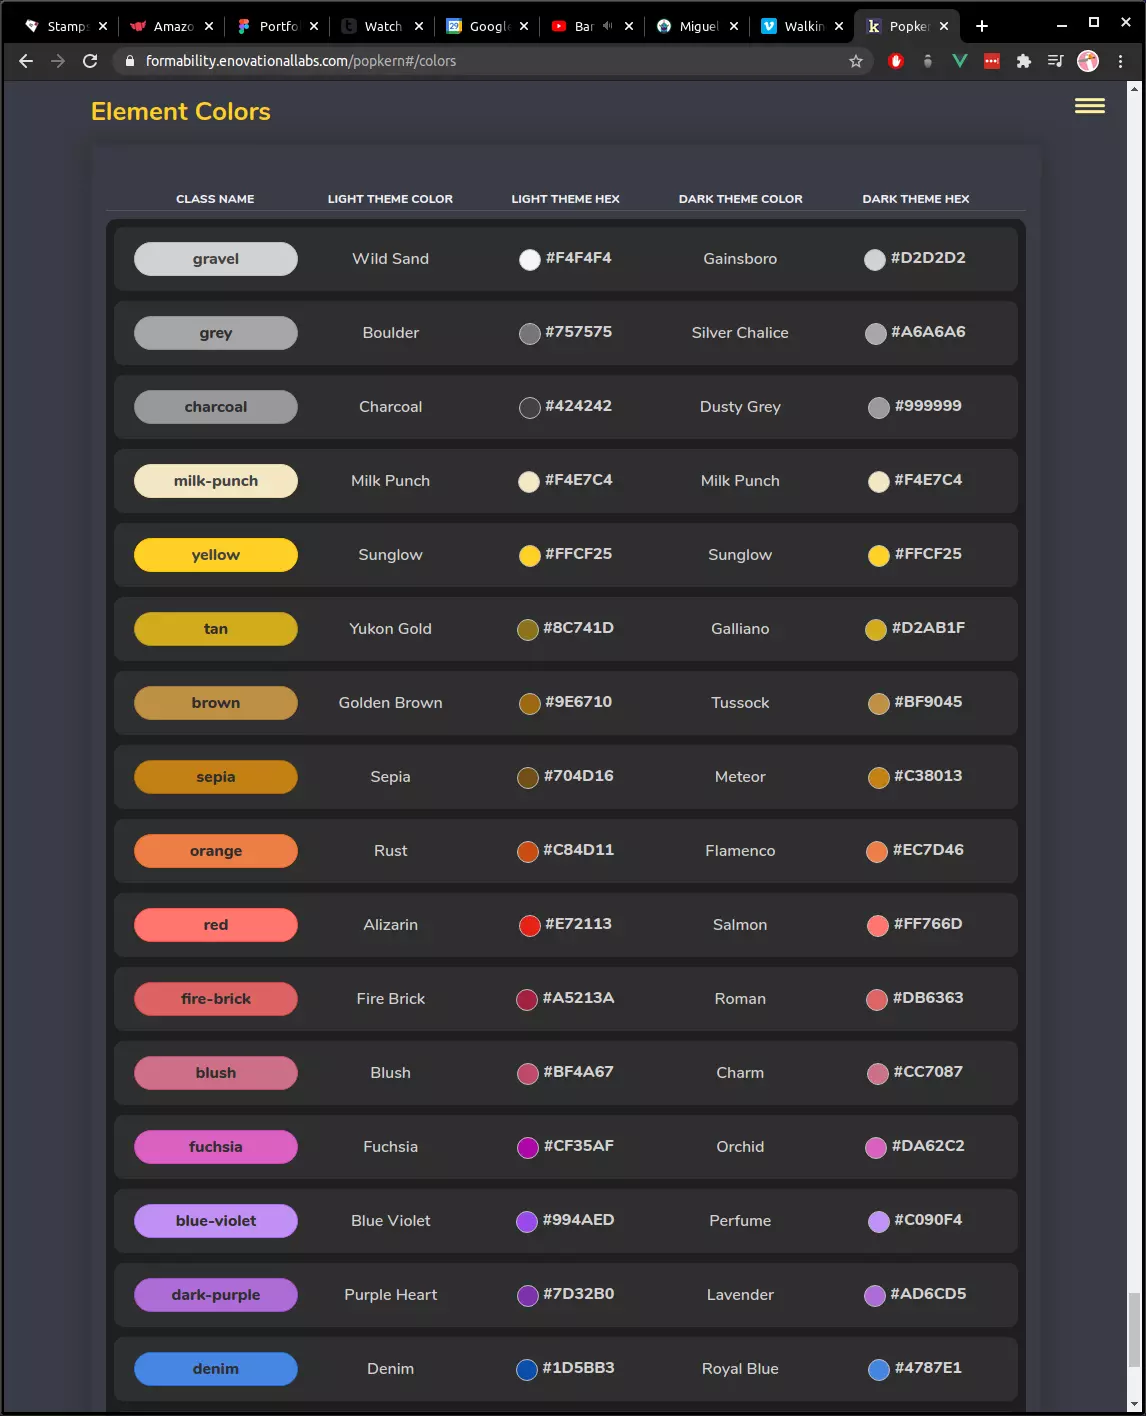 Stamps Amazo Portfo Watch Google Bar Miguel Walkin Popker
formability.enovationallabs.com/popkern#/colors
Element Colors
CLASS NAME LIGHT THEME COLOR LIGHT THEME HEX DARK THEME COLOR DARK THEME HEX
gravel Wild Sand #F4F4F4 Gainsboro #D2D2D2
grey Boulder #757575 Silver Chalice #A6A6A6
charcoal Charcoal #424242 Dusty Grey #999999
milk-punch Milk Punch #F4E7C4 Milk Punch #F4E7C4
yellow Sunglow #FFCF25 Sunglow #FFCF25
tan Yukon Gold #8C741D Galliano #D2AB1F
brown Golden Brown #9E6710 Tussock #BF9045
sepia Sepia #704D16 Meteor #C38013
orange Rust #C84D11 Flamenco #EC7D46
red Alizarin #E72113 Salmon #FF766D
fire-brick Fire Brick #A5213A Roman #DB6363
blush Blush #BF4A67 Charm #CC7087
fuchsia Fuchsia #CF35AF Orchid #DA62C2
blue-violet Blue Violet #994AED Perfume #C090F4
dark-purple Purple Heart #7D32B0 Lavender #AD6CD5
denim Denim #1D5BB3 Royal Blue #4787E1